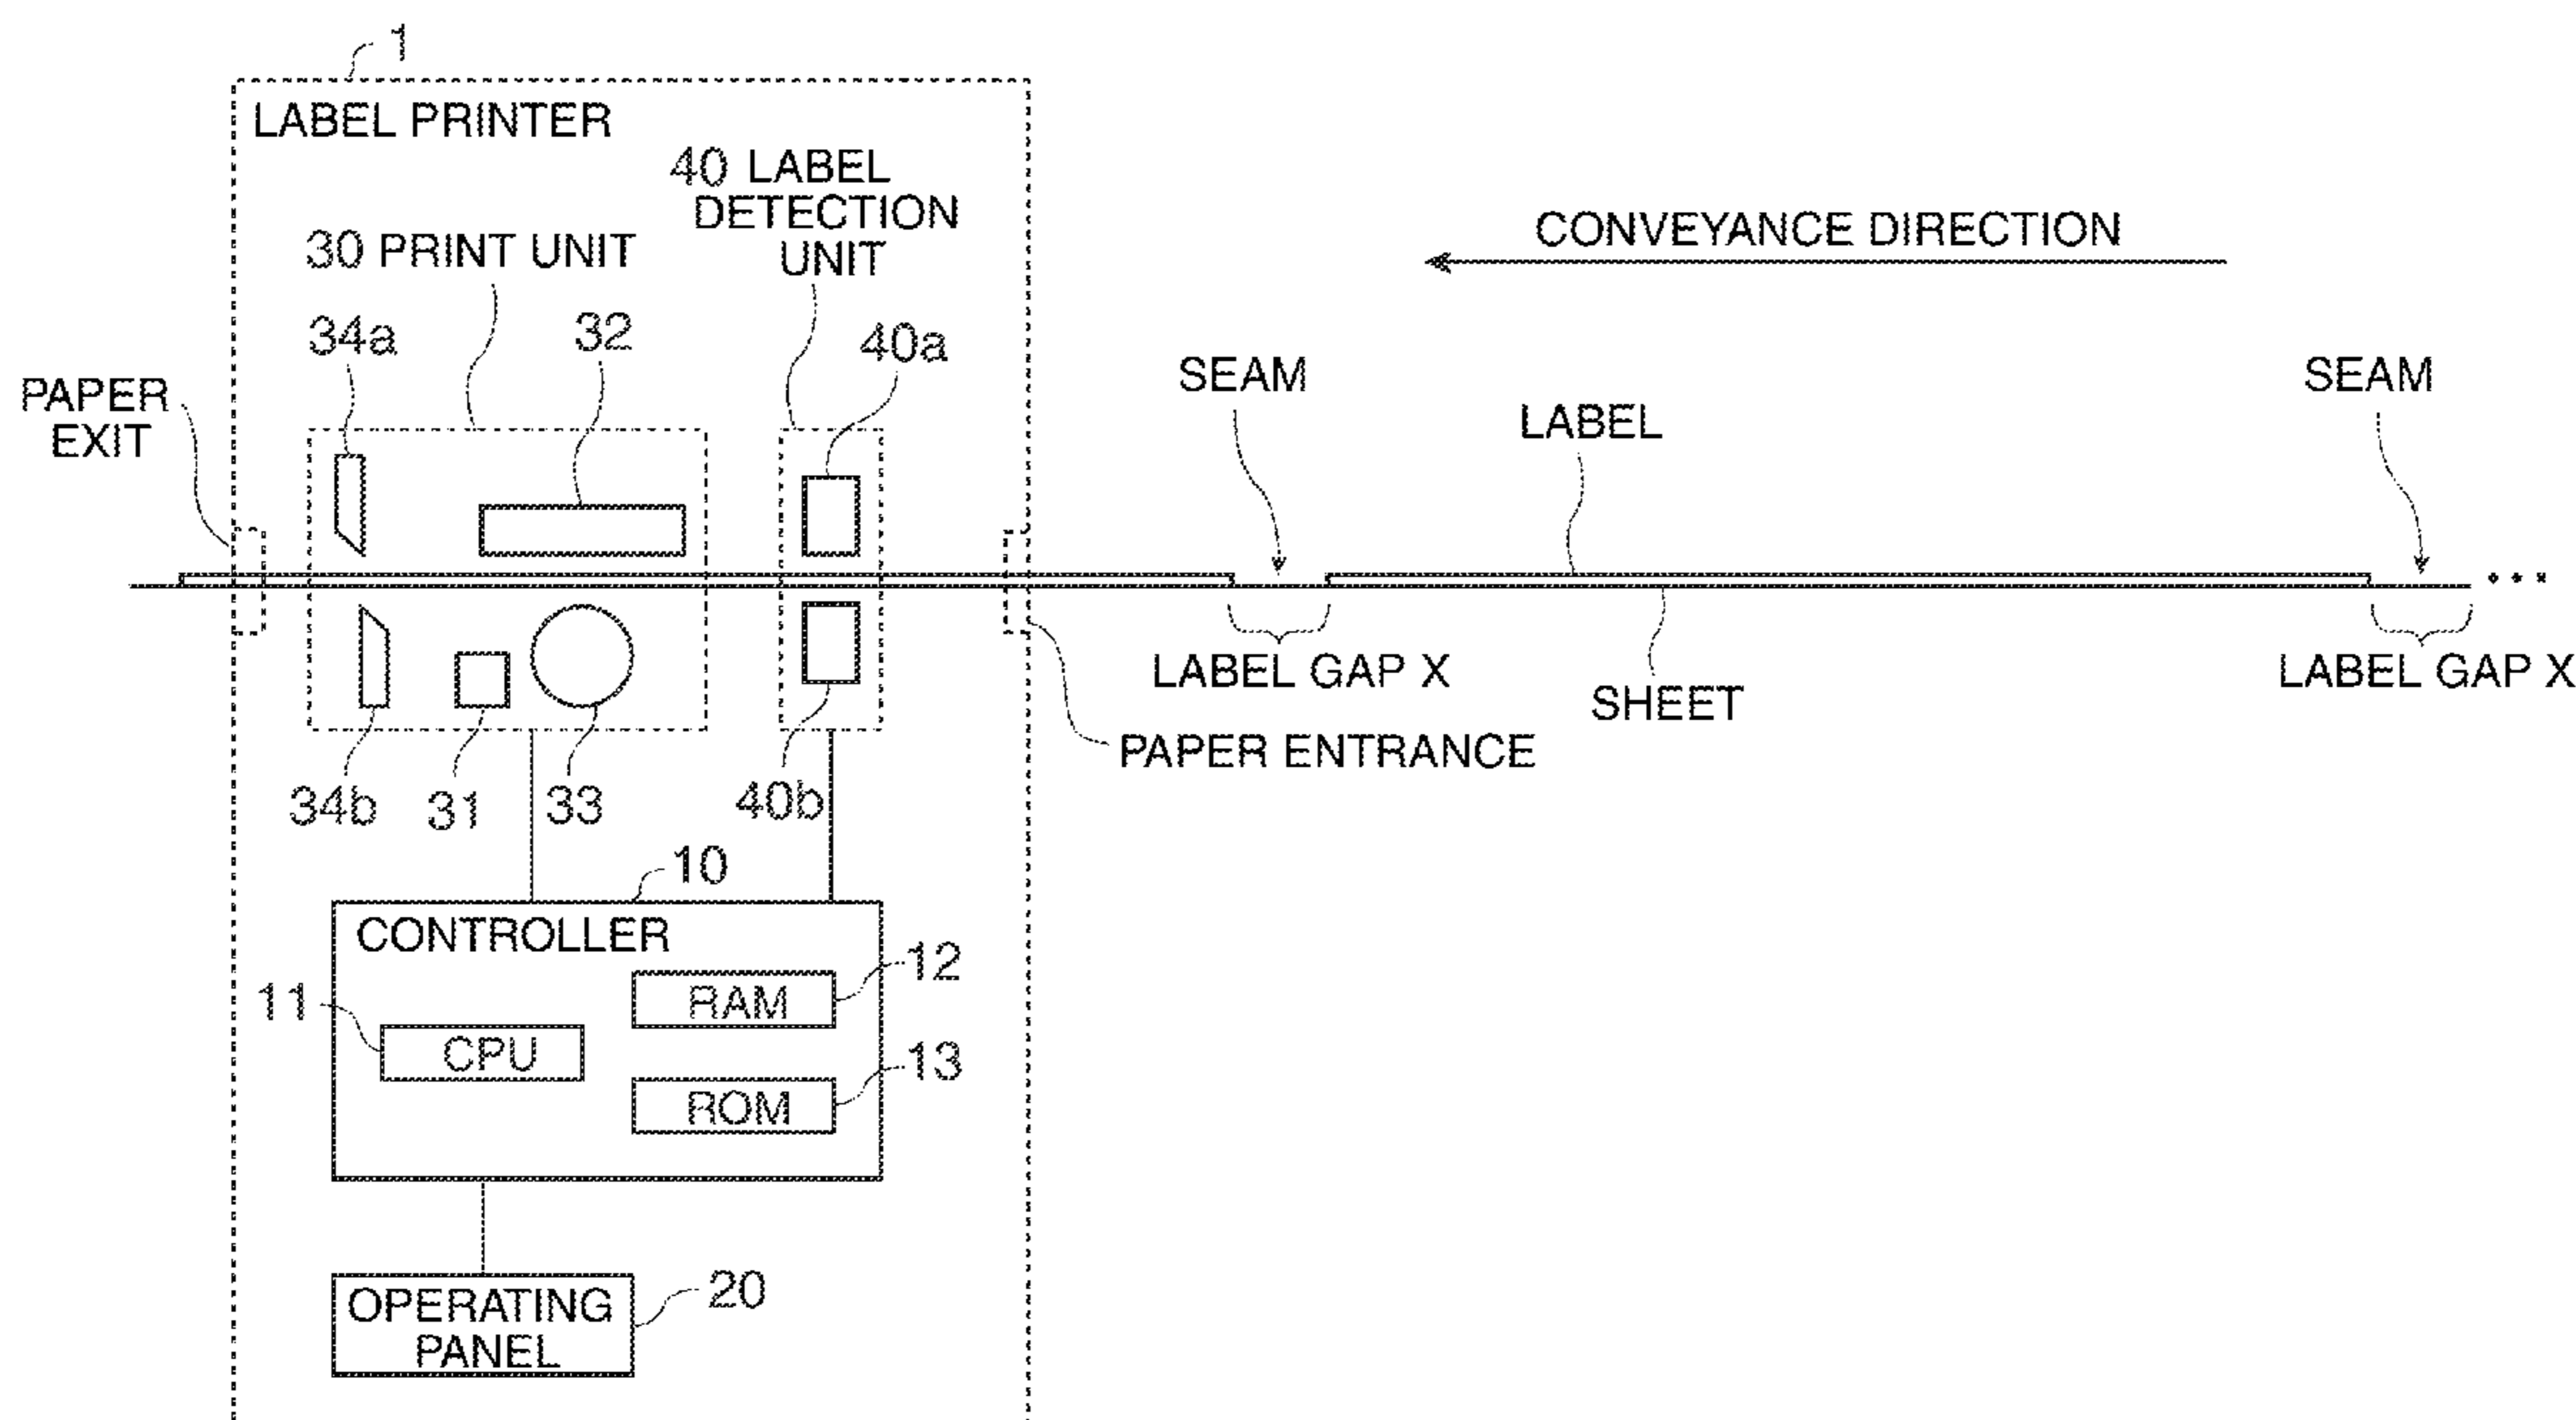 1
LABEL PRINTER
40 LABEL
DETECTION
UNIT
30 PRINT UNIT
34a
32
40a
PAPER
EXIT
CONVEYANCE DIRECTION
SEAM
LABEL
SEAM
LABEL GAP X
SHEET
LABEL GAP X
PAPER ENTRANCE
34b
31
33
40b
10
CONTROLLER
11
CPU
RAM
12
ROM
13
OPERATING
PANEL
20